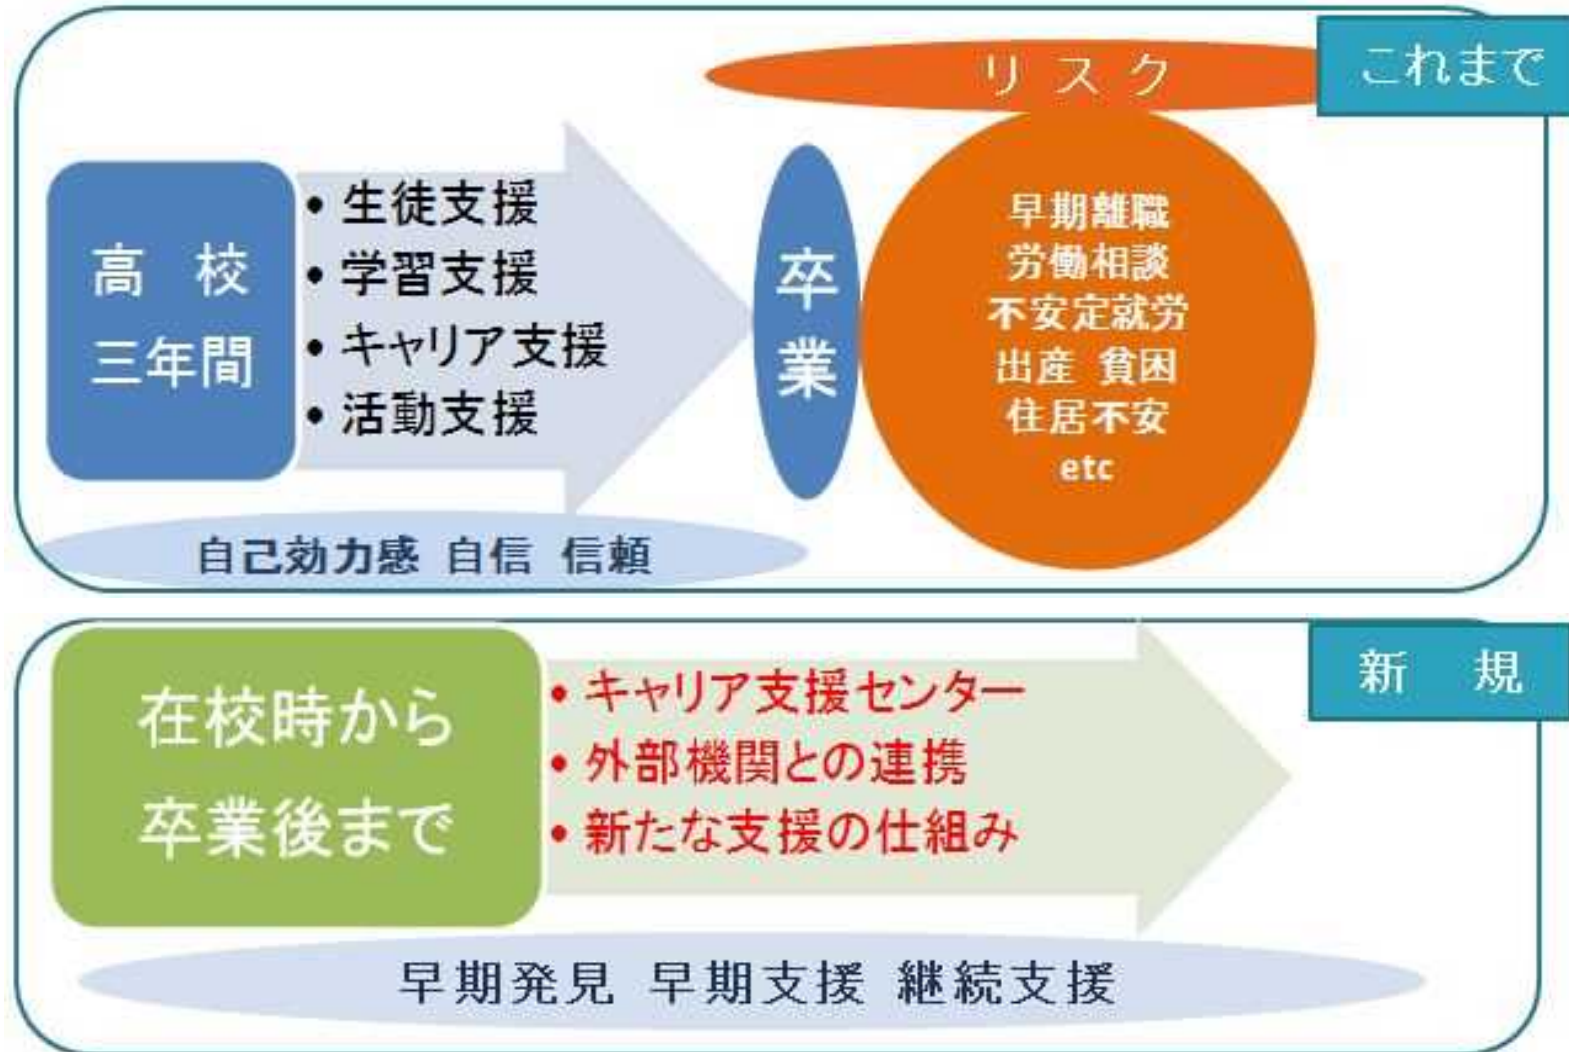 これまで
リスク
高 校
三年間
• 生徒支援
• 学習支援
• キャリア支援
• 活動支援
卒
業
早期離職
労働相談
不安定就労
出産 貧困
住居不安
etc
自己効力感 自信 信頼
新 規
在校時から
卒業後まで
• キャリア支援センター
• 外部機関との連携
• 新たな支援の仕組み
早期発見 早期支援 継続支援